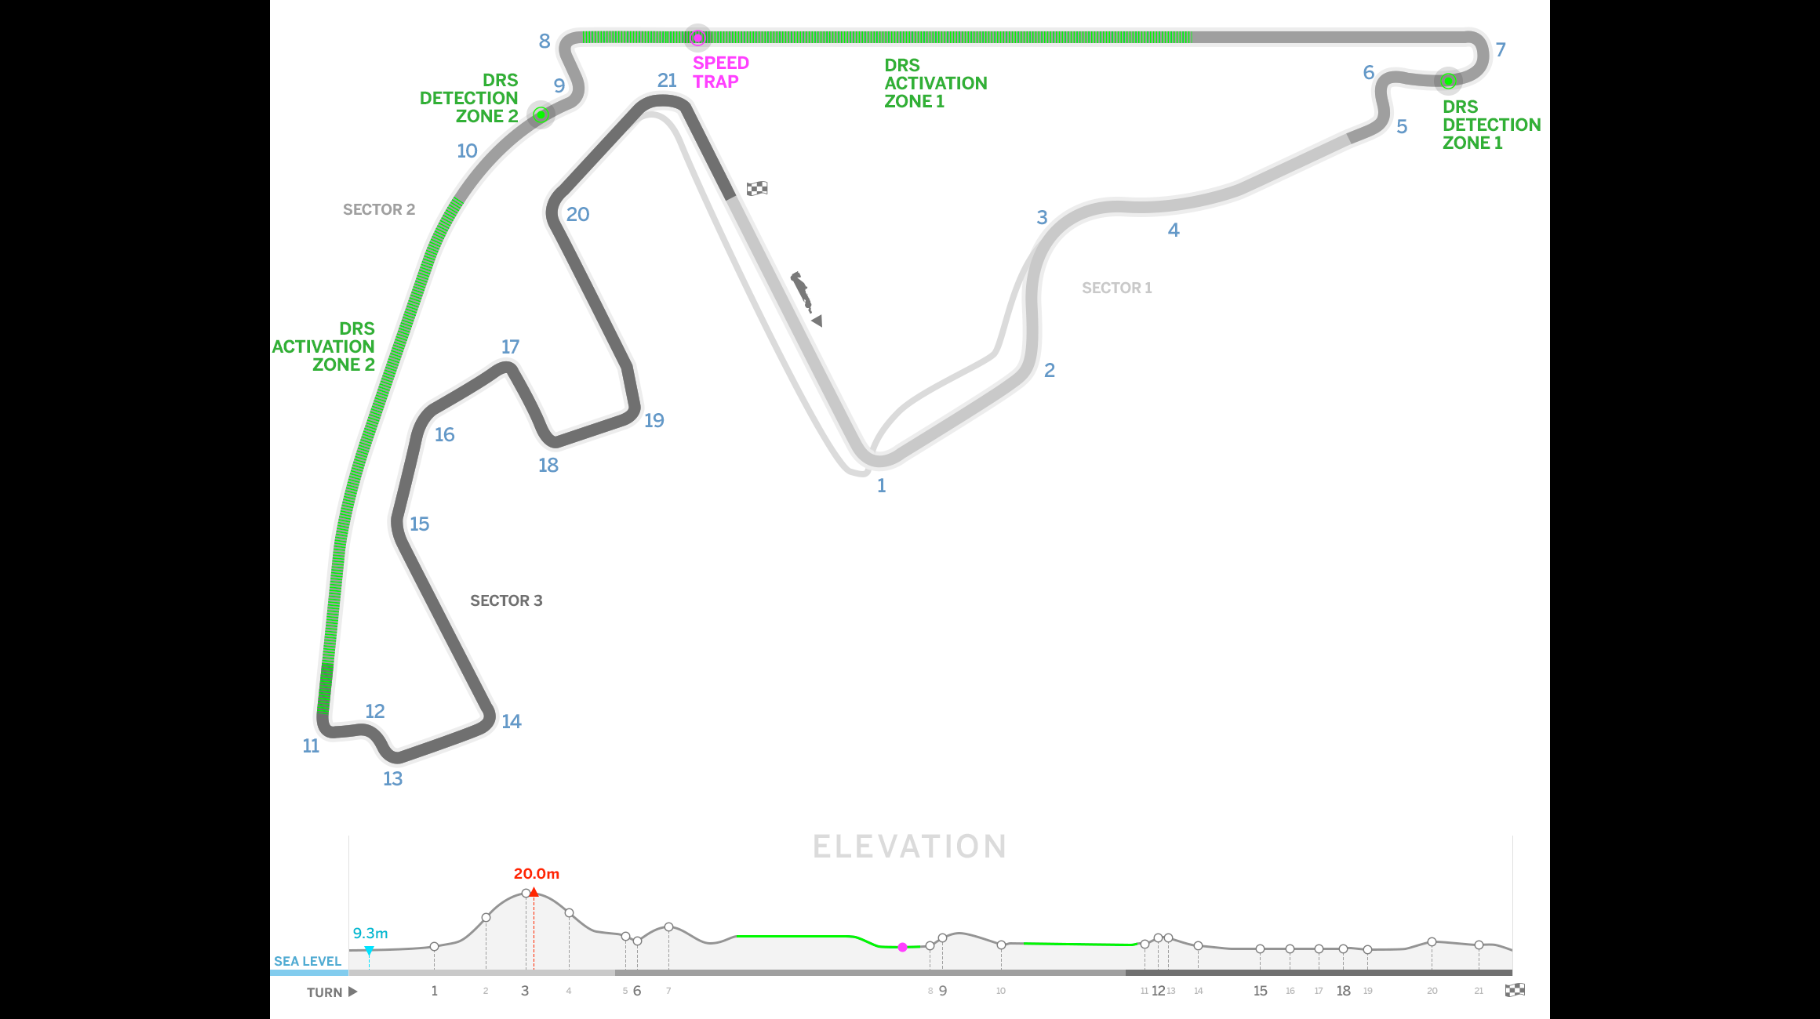 8
7
SPEED
TRAP
DRS
ACTIVATION
ZONE 1
6
21
DRS
DETECTION
ZONE 2
9
DRS
DETECTION
ZONE 1
5
10
SECTOR 2
20
3
4
SECTOR 1
DRS
ACTIVATION
ZONE 2
17
2
16
19
18
1
15
SECTOR 3
12
14
11
13
ELEVATION
20.0m
9.3m
SEA LEVEL
TURN 1 2 3 4 5 6 7 8 9 10 11 12 13 14 15 16 17 18 19 20 21